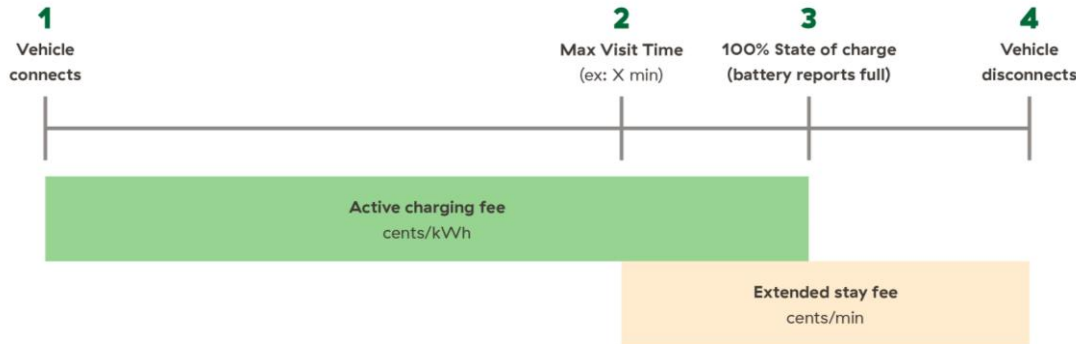 1
Vehicle
connects
2
Max Visit Time
(ex: X min)
3
100% State of charge
(battery reports full)
4
Vehicle
disconnects
Active charging fee
cents/kWh
Extended stay fee
cents/min